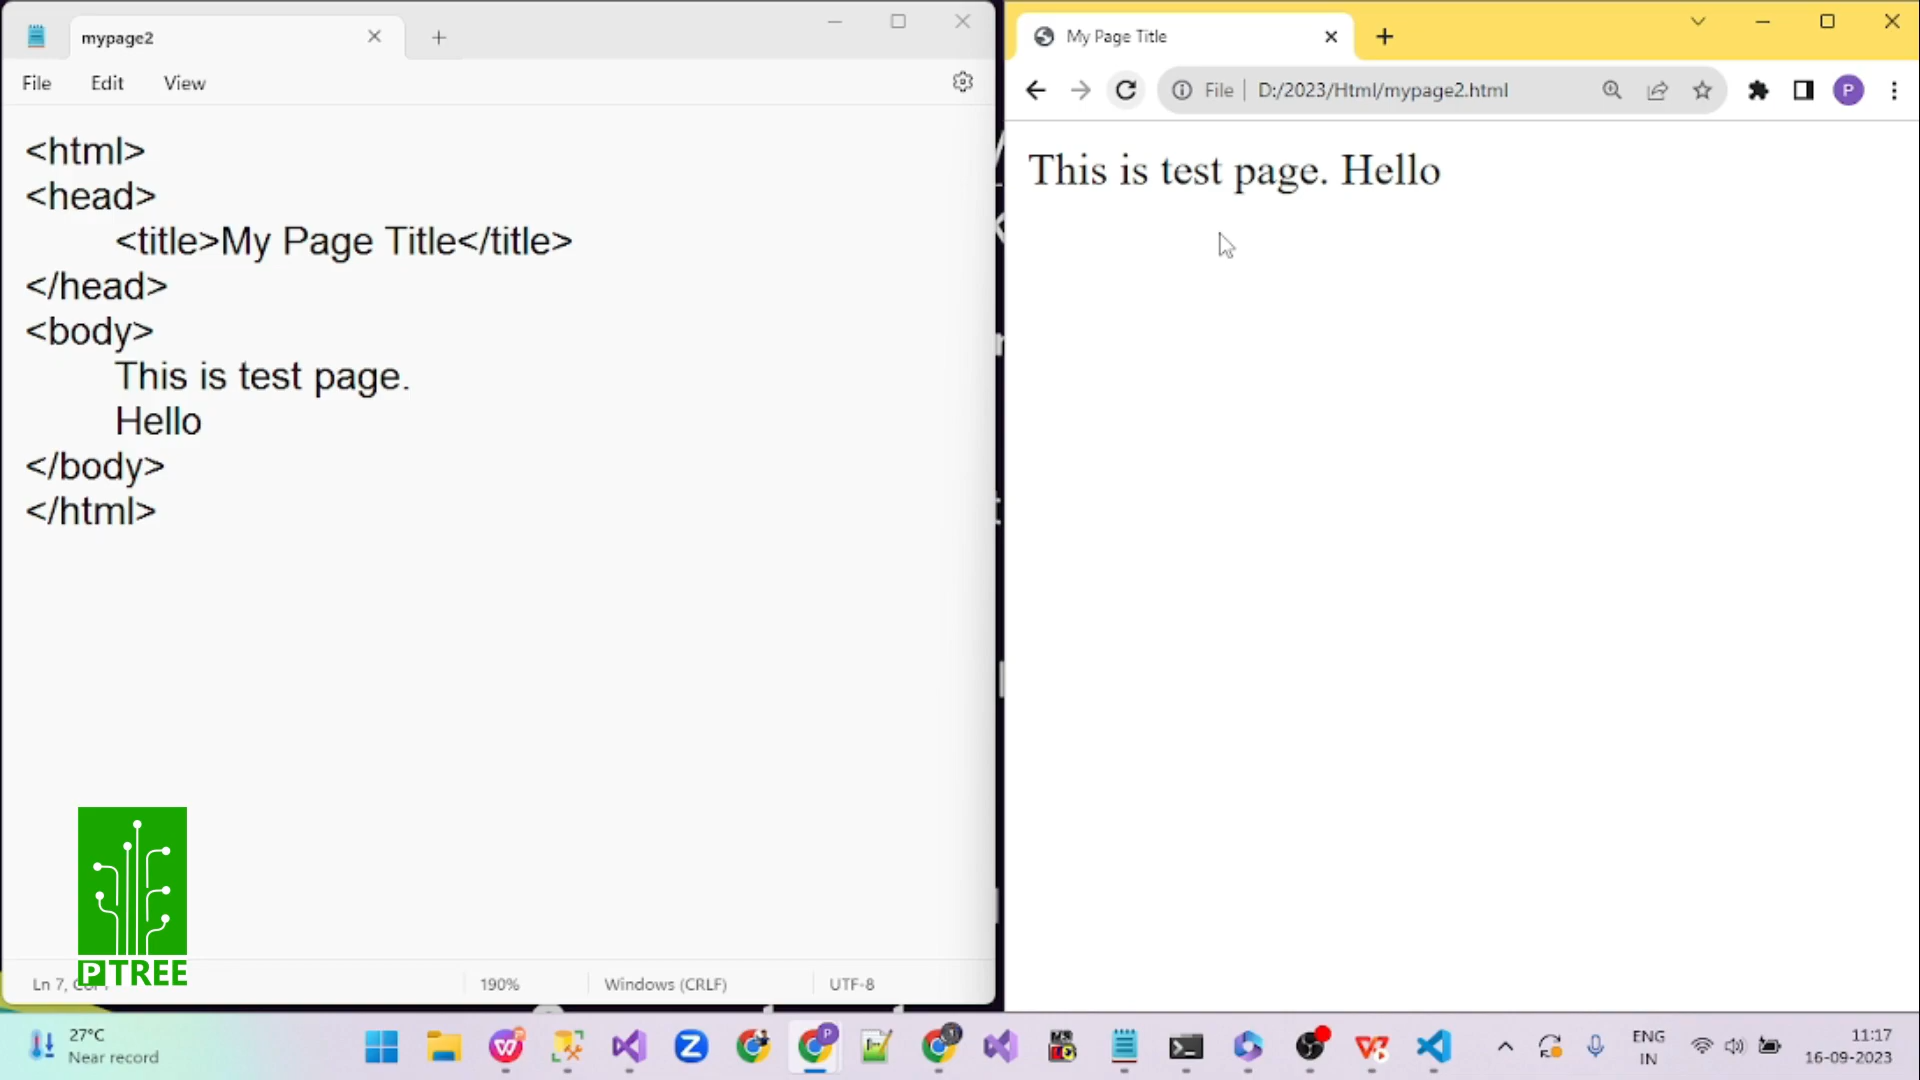 mypage2
File Edit View
<html>
<head>
<title>My Page Title</title>
</head>
<body>
This is test page.
Hello
</body>
</html>
PTREE
Ln 7,
190%
Windows (CRLF)
UTF-8
My Page Title
File D:/2023/Html/mypage2.html
P
This is test page. Hello
27°C
Near record
ENG
IN
11:17
16-09-2023